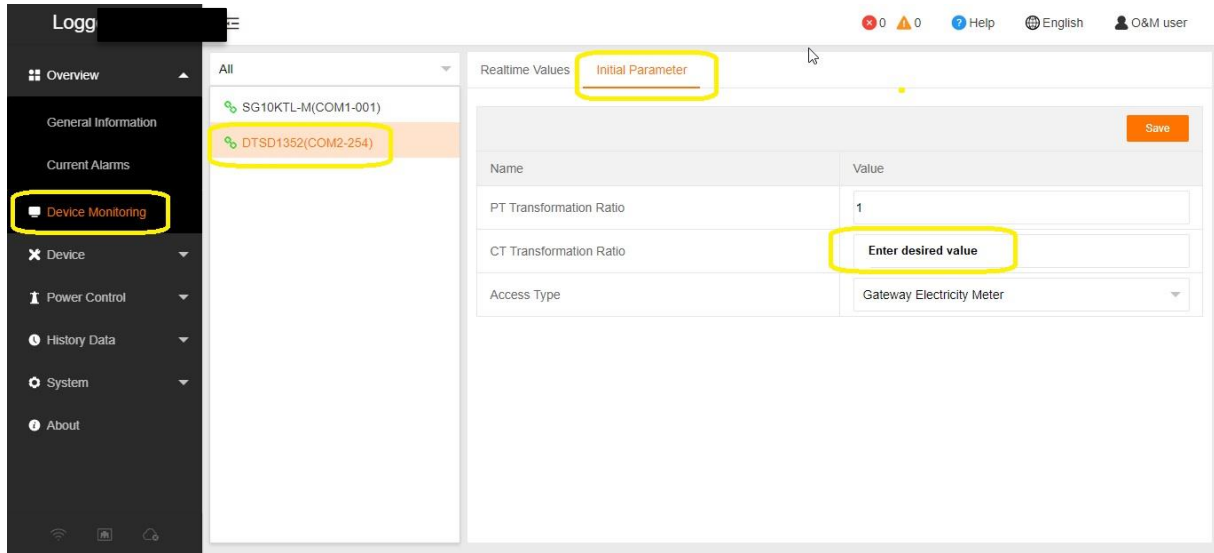 Logg
0 0 Help English O&M user
Overview
General Information
Current Alarms
Device Monitoring
Device
Power Control
History Data
System
About
All
SG10KTL-M(COM1-001)
DTSD1352(COM2-254)
Realtime Values Initial Parameter
Save
Name Value
PT Transformation Ratio 1
CT Transformation Ratio Enter desired value
Access Type Gateway Electricity Meter